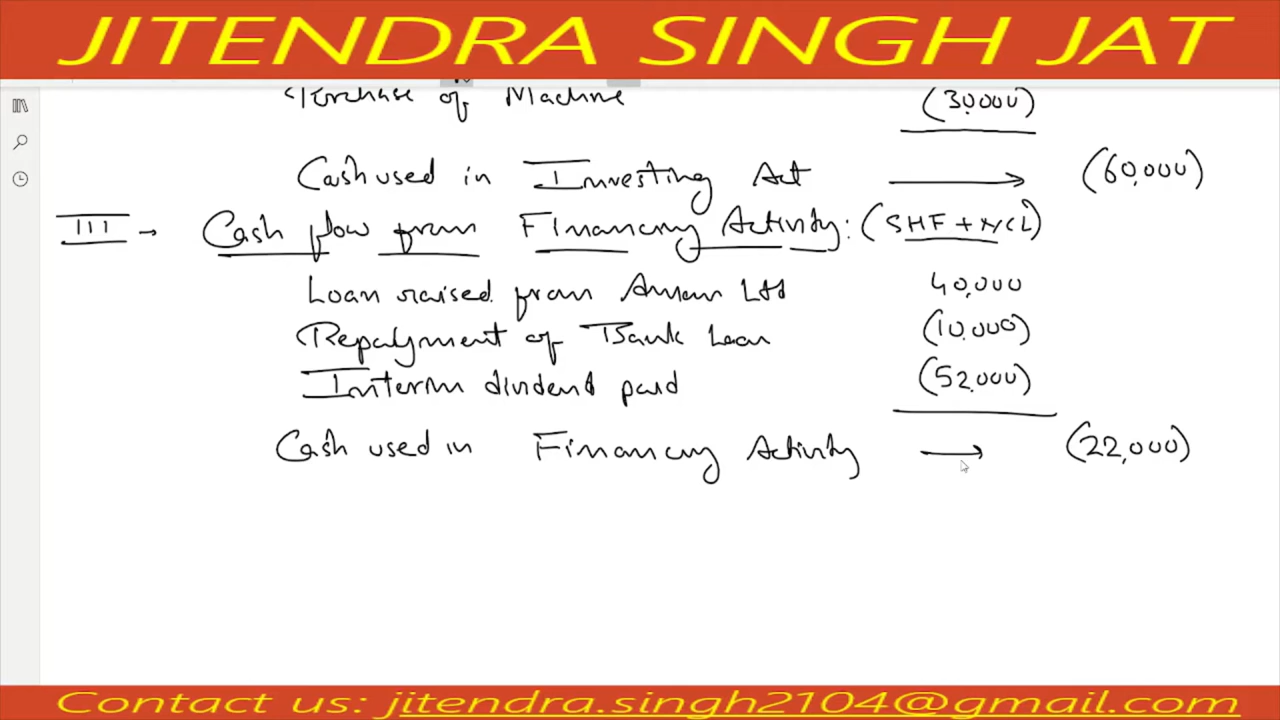 JITENDRA SINGH JAT
Purchase of Machine (30,000)
Cash used in Investing Act → (60,000)
III → Cash flow from Financing Activity: (SHF + NCL)
Loan raised from Aman Ltd 40,000
Repayment of Bank Loan (10,000)
Interim dividend paid (52,000)
Cash used in Financing Activity → (22,000)
Contact us: jitendra.singh2104@gmail.com